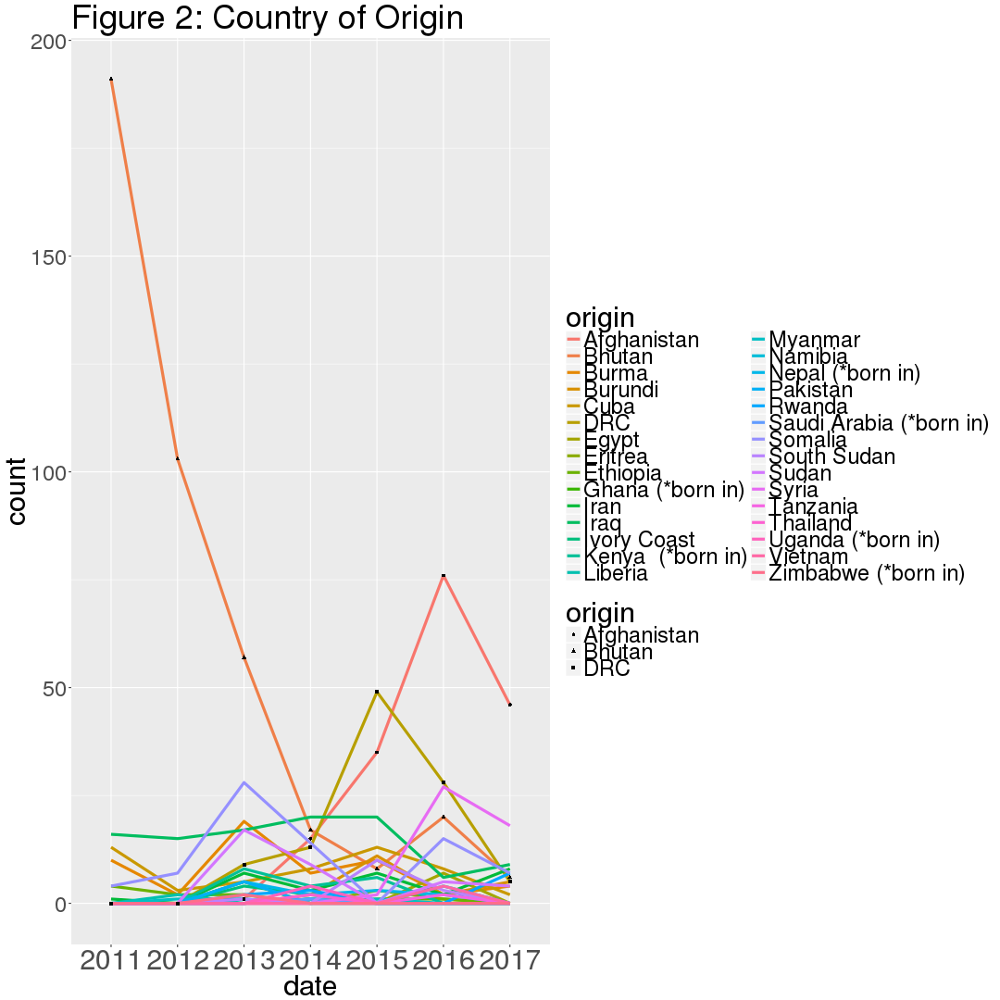 Figure 2: Country of Origin
200
150
100
50
0
count
2011 2012 2013 2014 2015 2016 2017
date
origin
Afghanistan
Bhutan
Burma
Burundi
Cuba
DRC
Egypt
Eritrea
Ethiopia
Ghana (*born in)
Iran
Iraq
Ivory Coast
Kenya  (*born in)
Liberia
Myanmar
Namibia
Nepal (*born in)
Pakistan
Rwanda
Saudi Arabia (*born in)
Somalia
South Sudan
Sudan
Syria
Tanzania
Thailand
Uganda (*born in)
Vietnam
Zimbabwe (*born in)
origin
Afghanistan
Bhutan
DRC